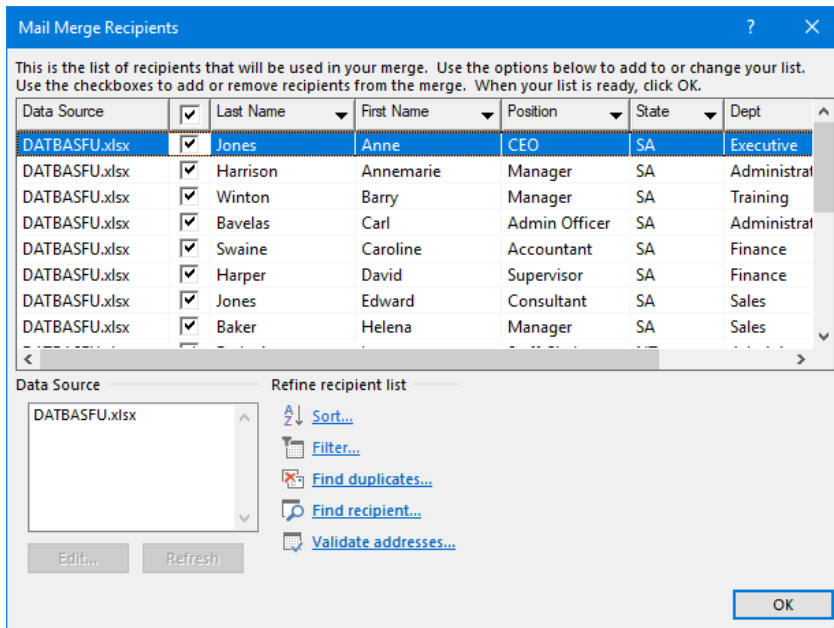 Mail Merge Recipients
This is the list of recipients that will be used in your merge. Use the options below to add to or change your list.
Use the checkboxes to add or remove recipients from the merge. When your list is ready, click OK.
Data Source Last Name First Name Position State Dept
DATBASFU.xlsx Jones Anne CEO SA Executive
DATBASFU.xlsx Harrison Annemarie Manager SA Administrat
DATBASFU.xlsx Winton Barry Manager SA Training
DATBASFU.xlsx Bavelas Carl Admin Officer SA Administrat
DATBASFU.xlsx Swaine Caroline Accountant SA Finance
DATBASFU.xlsx Harper David Supervisor SA Finance
DATBASFU.xlsx Jones Edward Consultant SA Sales
DATBASFU.xlsx Baker Helena Manager SA Sales
Data Source
DATBASFU.xlsx
Edit...
Refresh
Refine recipient list
Sort...
Filter...
Find duplicates...
Find recipient...
Validate addresses...
OK